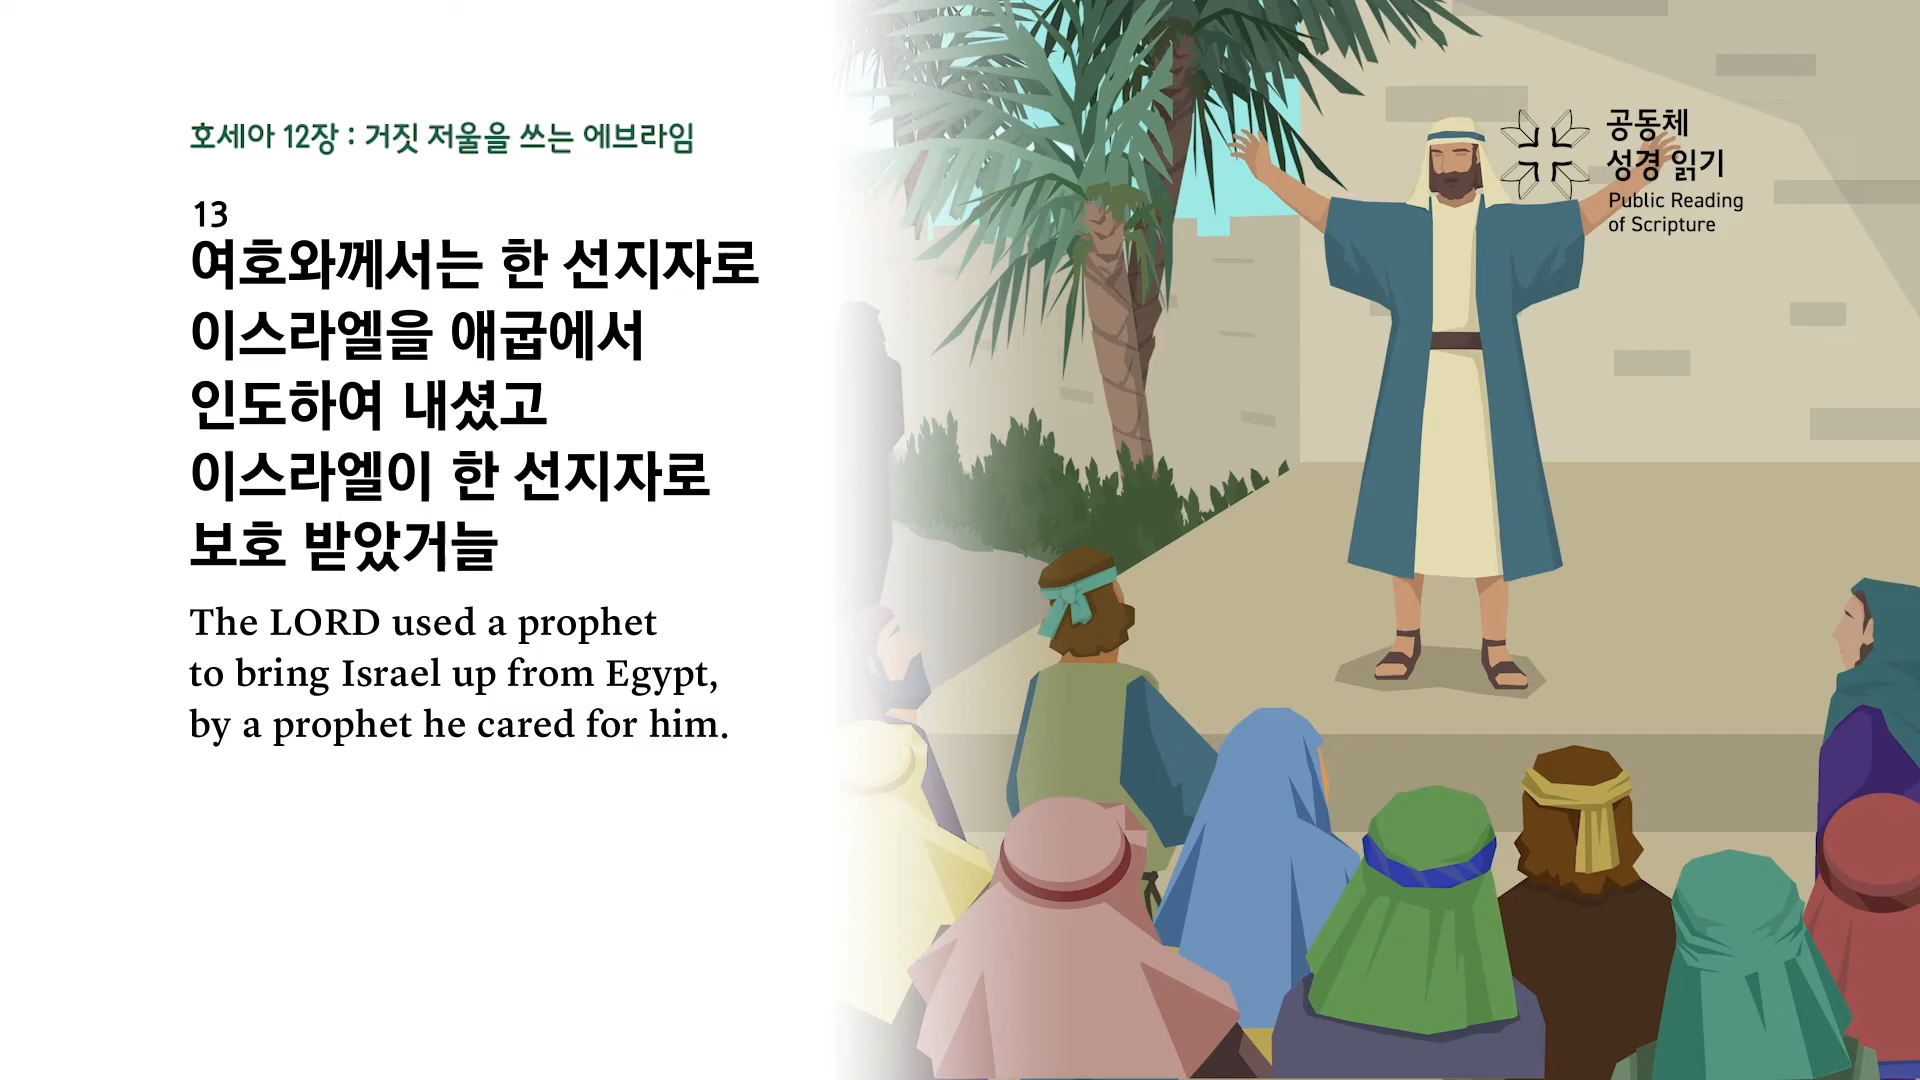 호세아 12장 : 거짓 저울을 쓰는 에브라임
13
여호와께서는 한 선지자로
이스라엘을 애굽에서
인도하여 내셨고
이스라엘이 한 선지자로
보호 받았거늘
The LORD used a prophet
to bring Israel up from Egypt,
by a prophet he cared for him.
공동체
성경 읽기
Public Reading
of Scripture